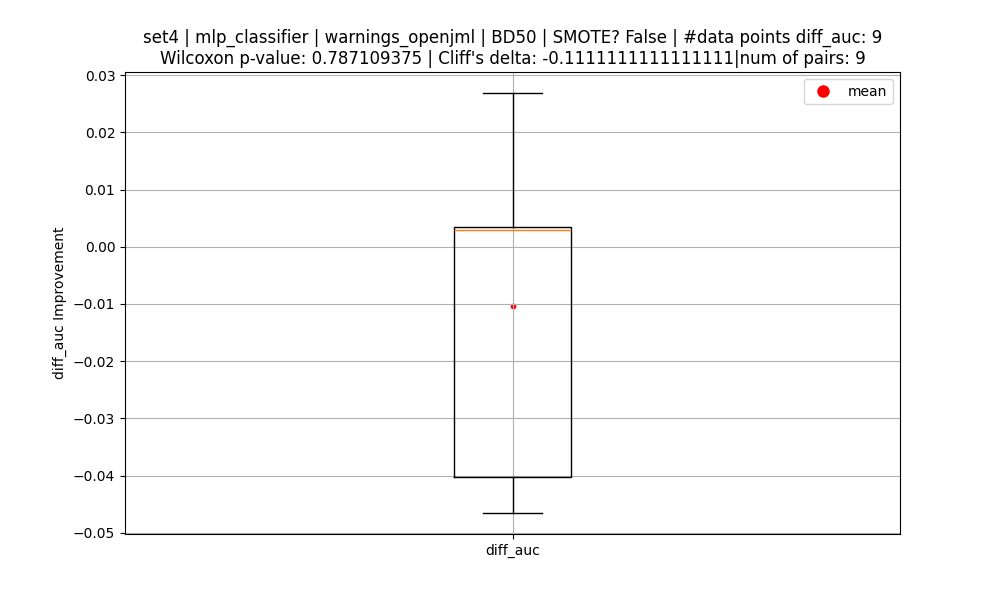 set4 | mlp_classifier | warnings_openjml | BD50 | SMOTE? False | #data points diff_auc: 9
Wilcoxon p-value: 0.787109375 | Cliff's delta: -0.1111111111111111|num of pairs: 9
mean
0.03
0.02
0.01
0.00
−0.01
−0.02
−0.03
−0.04
−0.05
diff_auc Improvement
diff_auc